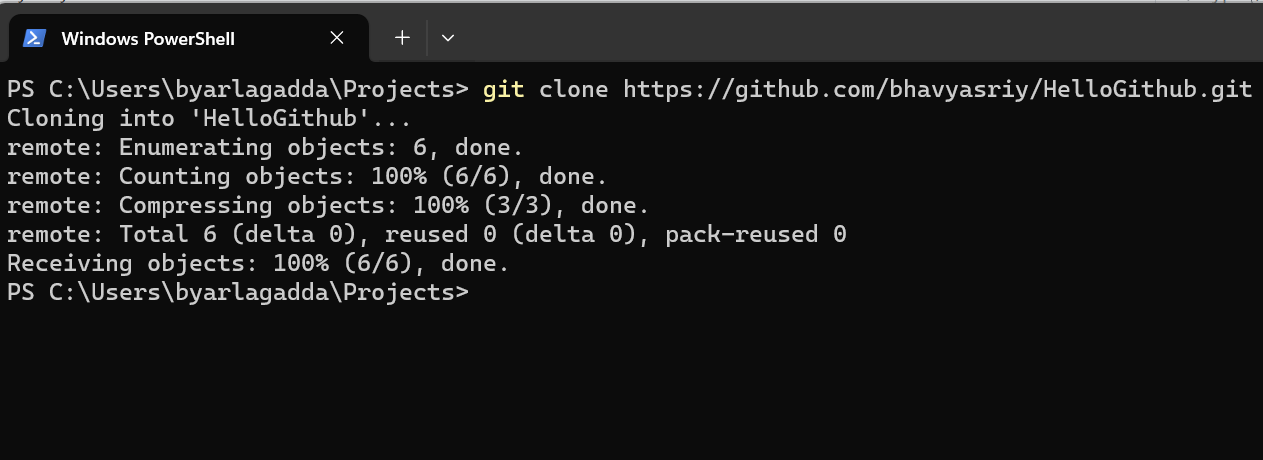 Windows PowerShell
PS C:\Users\byarlagadda\Projects> git clone https://github.com/bhavyasriy/HelloGithub.git
Cloning into 'HelloGithub'...
remote: Enumerating objects: 6, done.
remote: Counting objects: 100% (6/6), done.
remote: Compressing objects: 100% (3/3), done.
remote: Total 6 (delta 0), reused 0 (delta 0), pack-reused 0
Receiving objects: 100% (6/6), done.
PS C:\Users\byarlagadda\Projects>